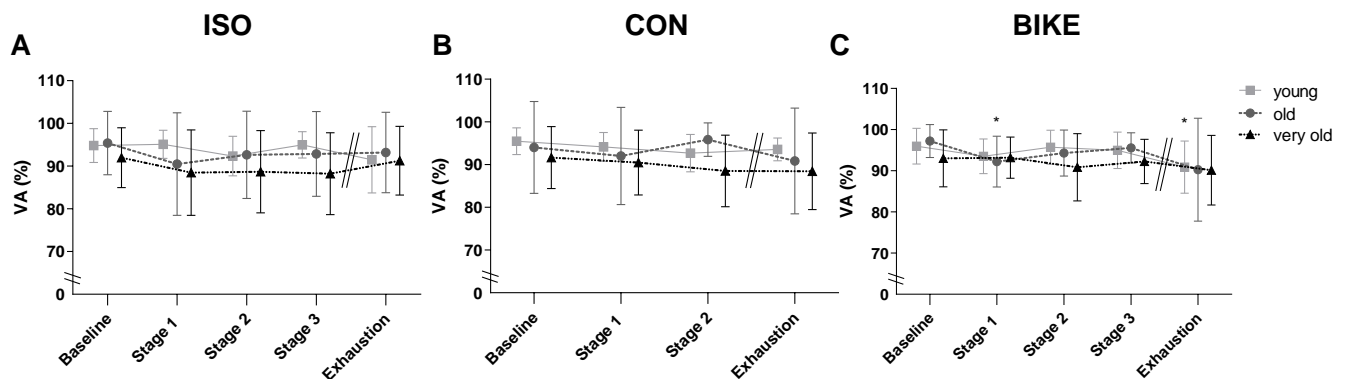 ISO
CON
BIKE
A
B
C
VA (%)
110
100
90
80
70
0
Baseline
Stage 1
Stage 2
Stage 3
Exhaustion
VA (%)
110
100
90
80
70
0
Baseline
Stage 1
Stage 2
Exhaustion
VA (%)
110
100
90
80
70
0
*
*
Baseline
Stage 1
Stage 2
Stage 3
Exhaustion
young
old
very old